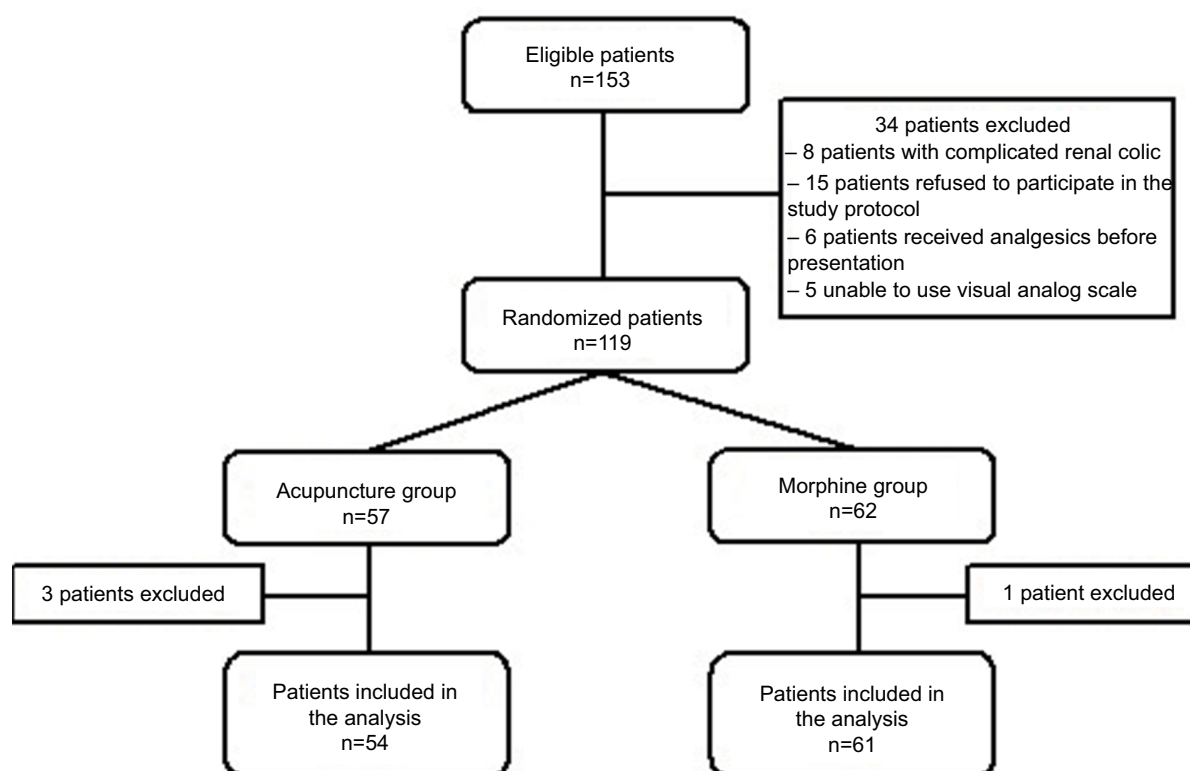 Eligible patients
n=153
34 patients excluded
– 8 patients with complicated renal colic
– 15 patients refused to participate in the
study protocol
– 6 patients received analgesics before
presentation
– 5 unable to use visual analog scale
Randomized patients
n=119
Acupuncture group
n=57
Morphine group
n=62
3 patients excluded
1 patient excluded
Patients included in
the analysis
n=54
Patients included in
the analysis
n=61